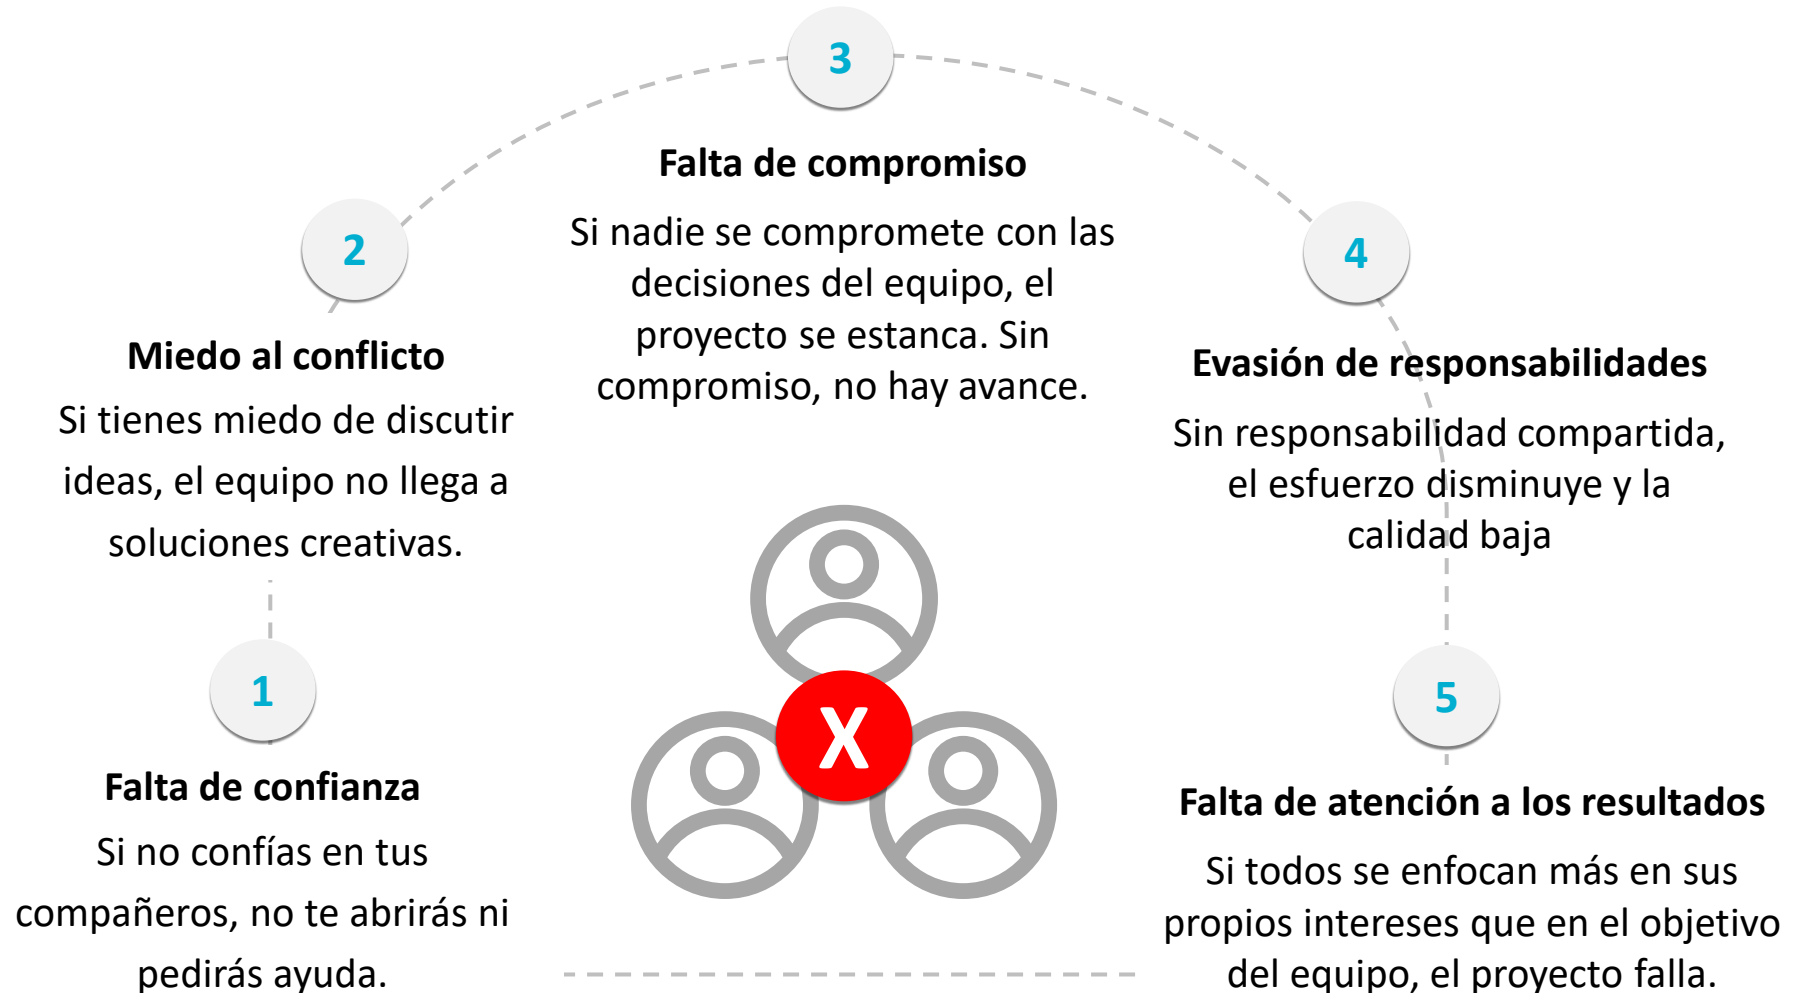 1
Falta de confianza
Si no confías en tus
compañeros, no te abrirás ni
pedirás ayuda.
2
Miedo al conflicto
Si tienes miedo de discutir
ideas, el equipo no llega a
soluciones creativas.
3
Falta de compromiso
Si nadie se compromete con las
decisiones del equipo, el
proyecto se estanca. Sin
compromiso, no hay avance.
4
Evasión de responsabilidades
Sin responsabilidad compartida,
el esfuerzo disminuye y la
calidad baja
5
Falta de atención a los resultados
Si todos se enfocan más en sus
propios intereses que en el objetivo
del equipo, el proyecto falla.
X